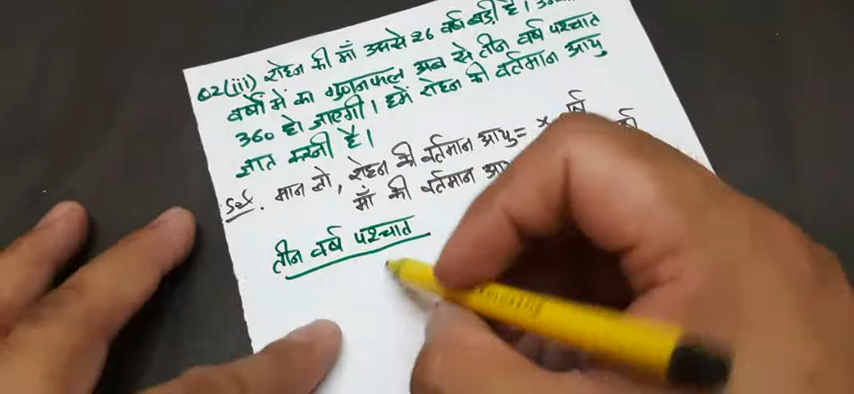 Q2(iii) रोहन की माँ उससे 26 वर्ष बड़ी है।
वर्षो में का गुणनफल अब से तीन वर्ष पश्चात
360 हो जाएगी। हमें रोहन की वर्तमान आयु
ज्ञात करनी है।
Sol. मान लो, रोहन की वर्तमान आयु = x वर्ष
माँ की वर्तमान
तीन वर्ष पश्चात